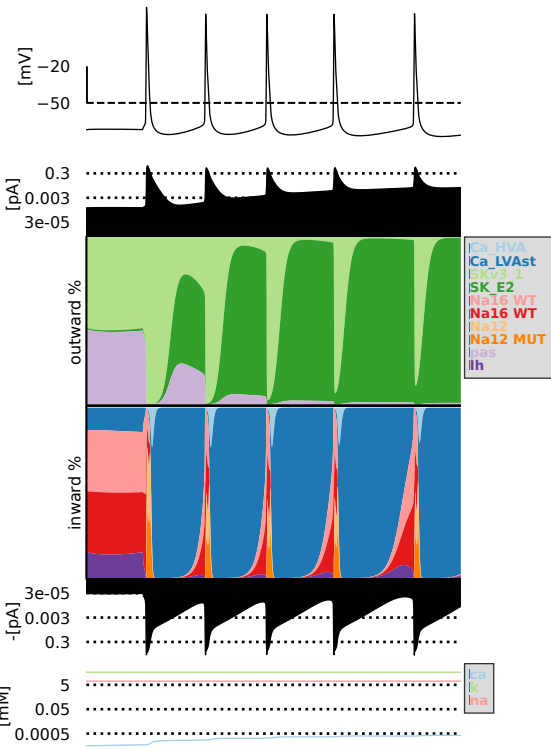 [mV]
−20
−50
[pA]
0.3
0.003
3e-05
outward %
Ca_HVA
Ca_LVAst
SKv3_1
SK_E2
Na16 WT
Na16 WT
Na12
Na12 MUT
pas
Ih
inward %
-[pA]
3e-05
0.003
0.3
[mM]
5
0.05
0.0005
ca
k
na